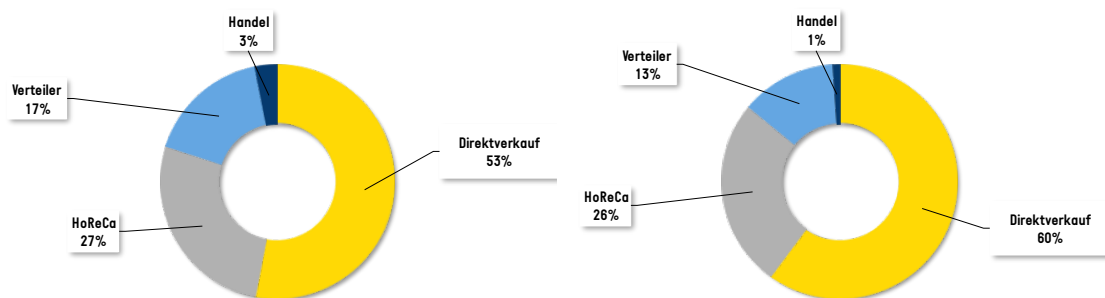 Handel
3%
Verteiler
17%
Direktverkauf
53%
HoReCa
27%
Handel
1%
Verteiler
13%
HoReCa
26%
Direktverkauf
60%